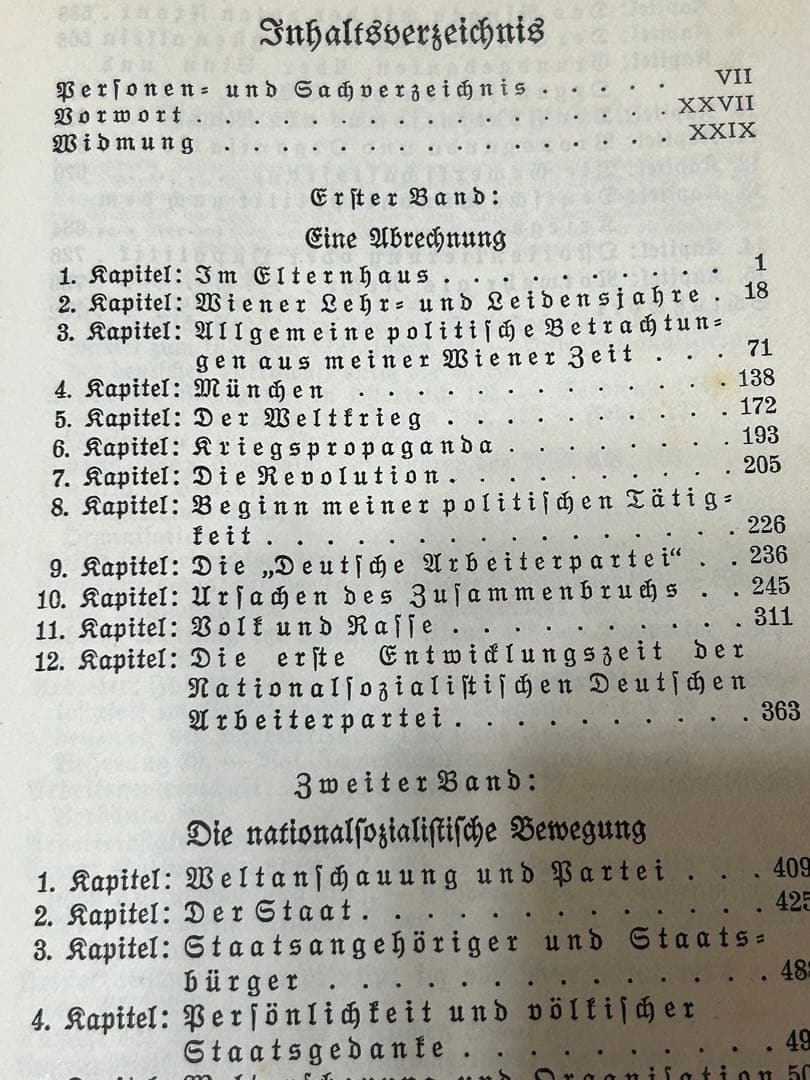 Inhaltsverzeichnis
Personen- und Sachverzeichnis . . . . . VII
Vorwort . . . . . . . . . . . . . . . . . XXVII
Widmung . . . . . . . . . . . . . . . . XXIX
Erster Band:
Eine Abrechnung
1. Kapitel: Im Elternhaus . . . . . . . . . . 1
2. Kapitel: Wiener Lehr- und Leidensjahre . 18
3. Kapitel: Allgemeine politische Betrachtun-
gen aus meiner Wiener Zeit . . . 71
4. Kapitel: München . . . . . . . . . . . . . 138
5. Kapitel: Der Weltkrieg . . . . . . . . . . 172
6. Kapitel: Kriegspropaganda . . . . . . . . 193
7. Kapitel: Die Revolution . . . . . . . . . . 205
8. Kapitel: Beginn meiner politischen Tätig-
keit . . . . . . . . . . . . . . . . 226
9. Kapitel: Die „Deutsche Arbeiterpartei“ . . 236
10. Kapitel: Ursachen des Zusammenbruchs . . 245
11. Kapitel: Volk und Rasse . . . . . . . . . . 311
12. Kapitel: Die erste Entwicklungszeit der
Nationalsozialistischen Deutschen
Arbeiterpartei . . . . . . . . . . . 363
Zweiter Band:
Die nationalsozialistische Bewegung
1. Kapitel: Weltanschauung und Partei . . . 409
2. Kapitel: Der Staat . . . . . . . . . . . . . 425
3. Kapitel: Staatsangehöriger und Staats-
bürger . . . . . . . . . . . . . . 48
4. Kapitel: Persönlichkeit und völkischer
Staatsgedanke . . . . . . . . . . . 49